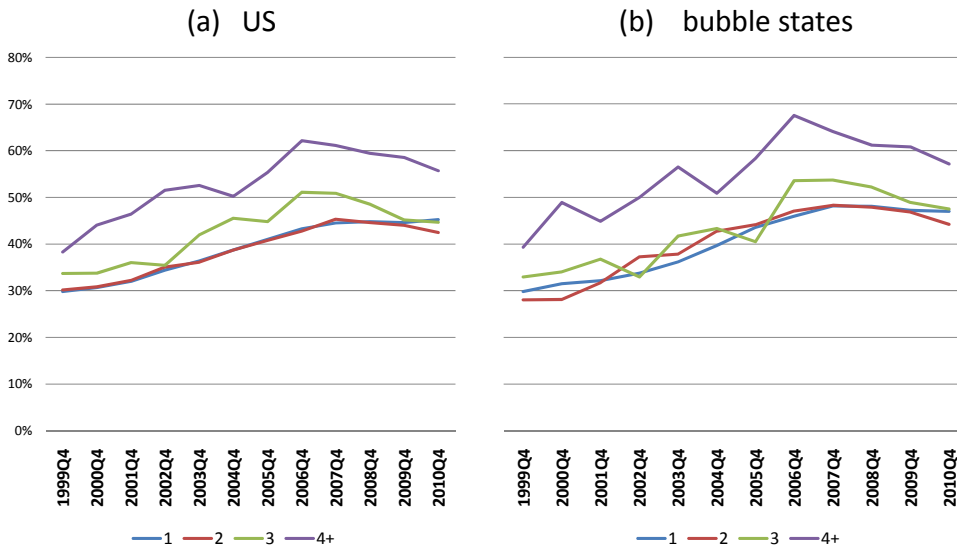 (a) US
(b) bubble states
80%
70%
60%
50%
40%
30%
20%
10%
0%
1999Q4
2000Q4
2001Q4
2002Q4
2003Q4
2004Q4
2005Q4
2006Q4
2007Q4
2008Q4
2009Q4
2010Q4
1999Q4
2000Q4
2001Q4
2002Q4
2003Q4
2004Q4
2005Q4
2006Q4
2007Q4
2008Q4
2009Q4
2010Q4
1 2 3 4+
1 2 3 4+